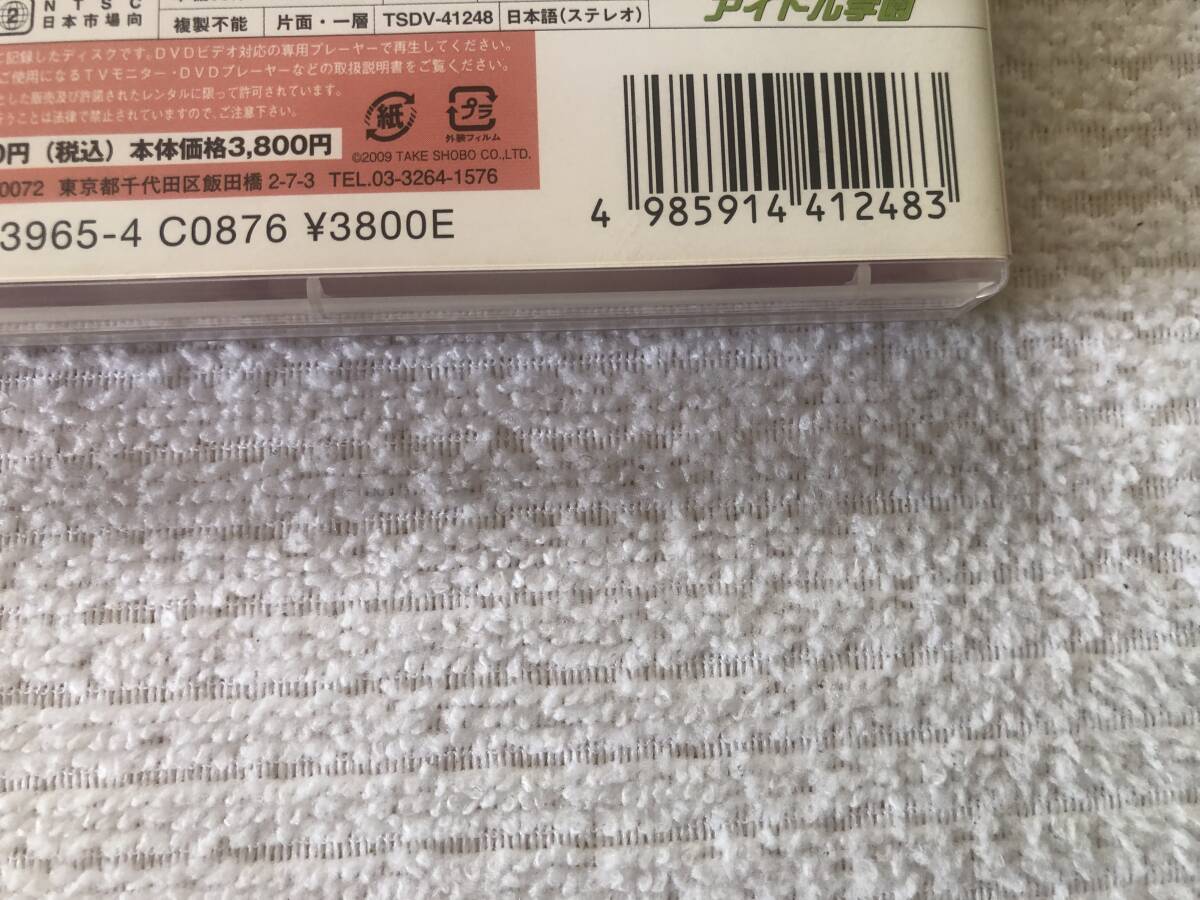 2 NTSC
日本市場向
複製不能 片面・一層 TSDV-41248 日本語(ステレオ)
アイドル学園
記録したディスクです。DVDビデオ対応の専用プレーヤーで再生してください。
ご使用になるTVモニター・DVDプレーヤーなどの取扱説明書をご覧ください。
とした販売及び許諾されたレンタルに限って許可されています。
うことは法律で禁止されていますので、ご注意下さい。
紙 プラ
外装フィルム
0円(税込)本体価格3,800円
©2009 TAKE SHOBO CO.,LTD.
0072 東京都千代田区飯田橋2-7-3 TEL.03-3264-1576
3965-4 C0876 ¥3800E
4 985914 412483